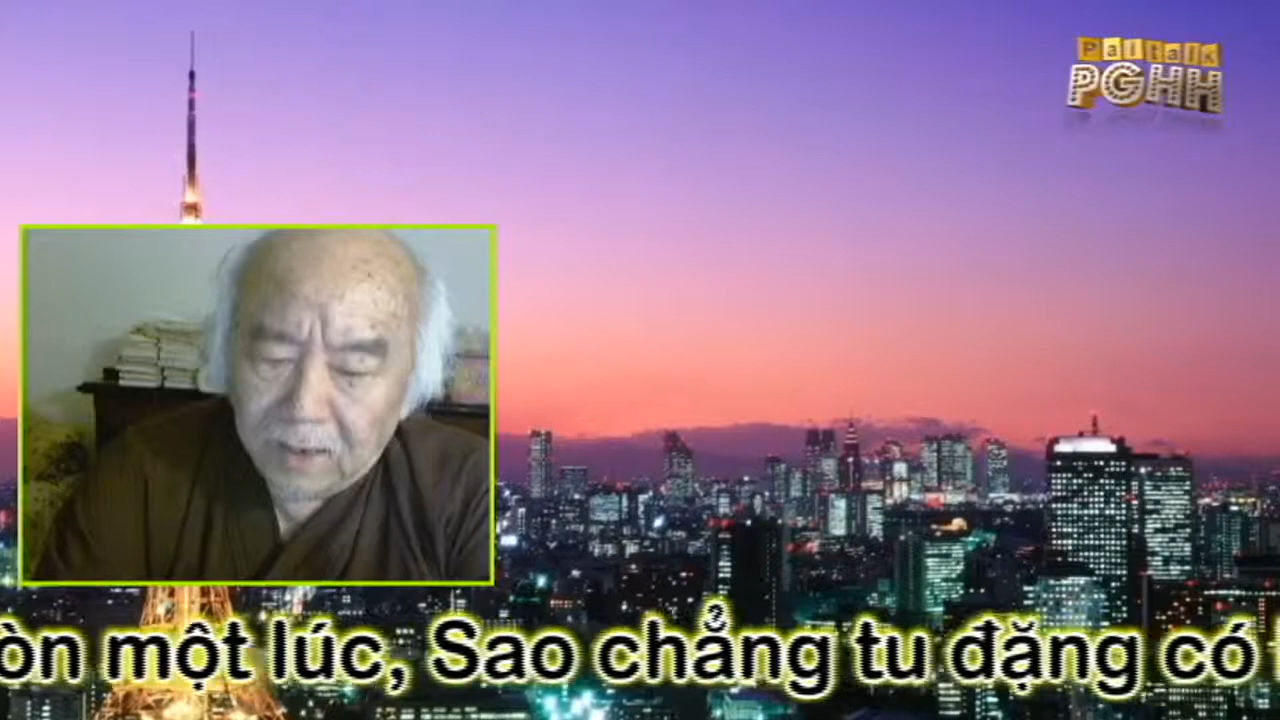 Paltalk
PGHH
một lúc, Sao chẳng tu đặng có